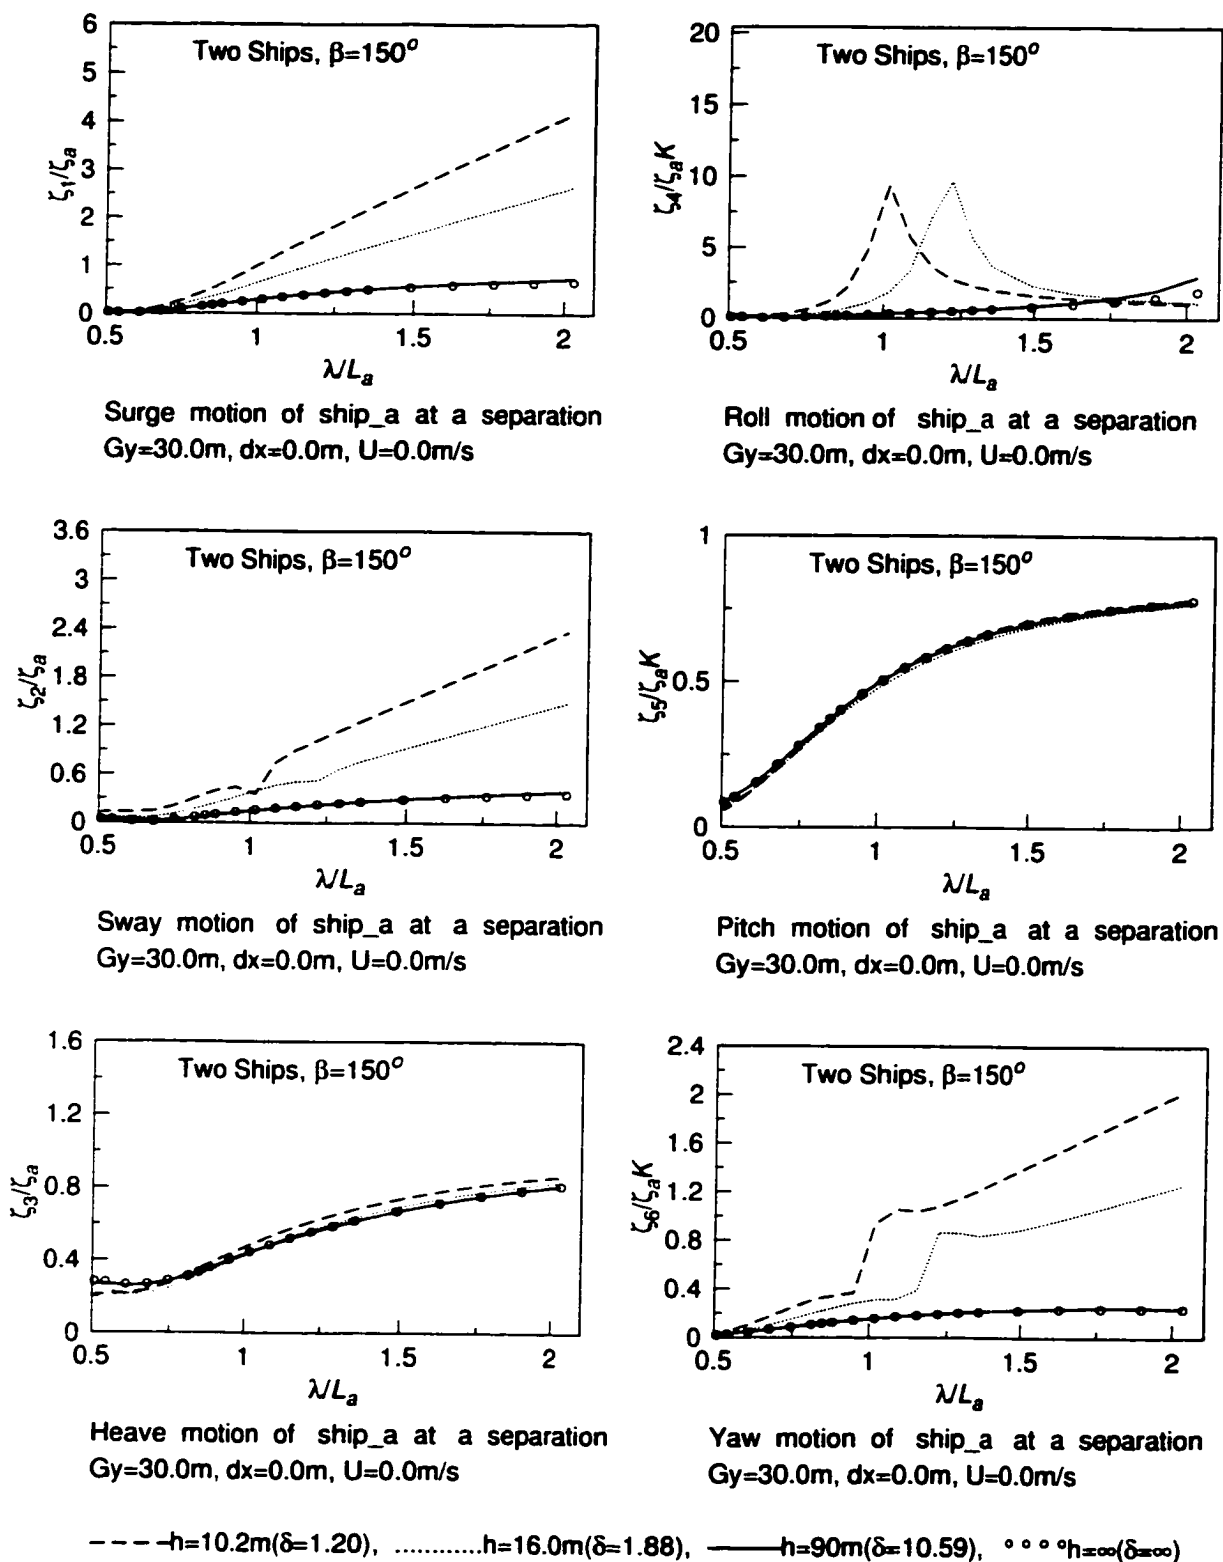 6
5
4
3
2
1
0
ζ1/ζa
Two Ships, β=150°
0.5 1 1.5 2
λ/La
Surge motion of ship_a at a separation
Gy=30.0m, dx=0.0m, U=0.0m/s
20
15
10
5
0
ζ4/ζaK
Two Ships, β=150°
0.5 1 1.5 2
λ/La
Roll motion of ship_a at a separation
Gy=30.0m, dx=0.0m, U=0.0m/s
3.6
3
2.4
1.8
1.2
0.6
0
ζ2/ζa
Two Ships, β=150°
0.5 1 1.5 2
λ/La
Sway motion of ship_a at a separation
Gy=30.0m, dx=0.0m, U=0.0m/s
1
0.5
0
ζ5/ζaK
Two Ships, β=150°
0.5 1 1.5 2
λ/La
Pitch motion of ship_a at a separation
Gy=30.0m, dx=0.0m, U=0.0m/s
1.6
1.2
0.8
0.4
0
ζ3/ζa
Two Ships, β=150°
0.5 1 1.5 2
λ/La
Heave motion of ship_a at a separation
Gy=30.0m, dx=0.0m, U=0.0m/s
2.4
2
1.6
1.2
0.8
0.4
0
ζ6/ζaK
Two Ships, β=150°
0.5 1 1.5 2
λ/La
Yaw motion of ship_a at a separation
Gy=30.0m, dx=0.0m, U=0.0m/s
h=10.2m(δ=1.20), ............h=16.0m(δ=1.88), h=90m(δ=10.59), h=∞(δ=∞)